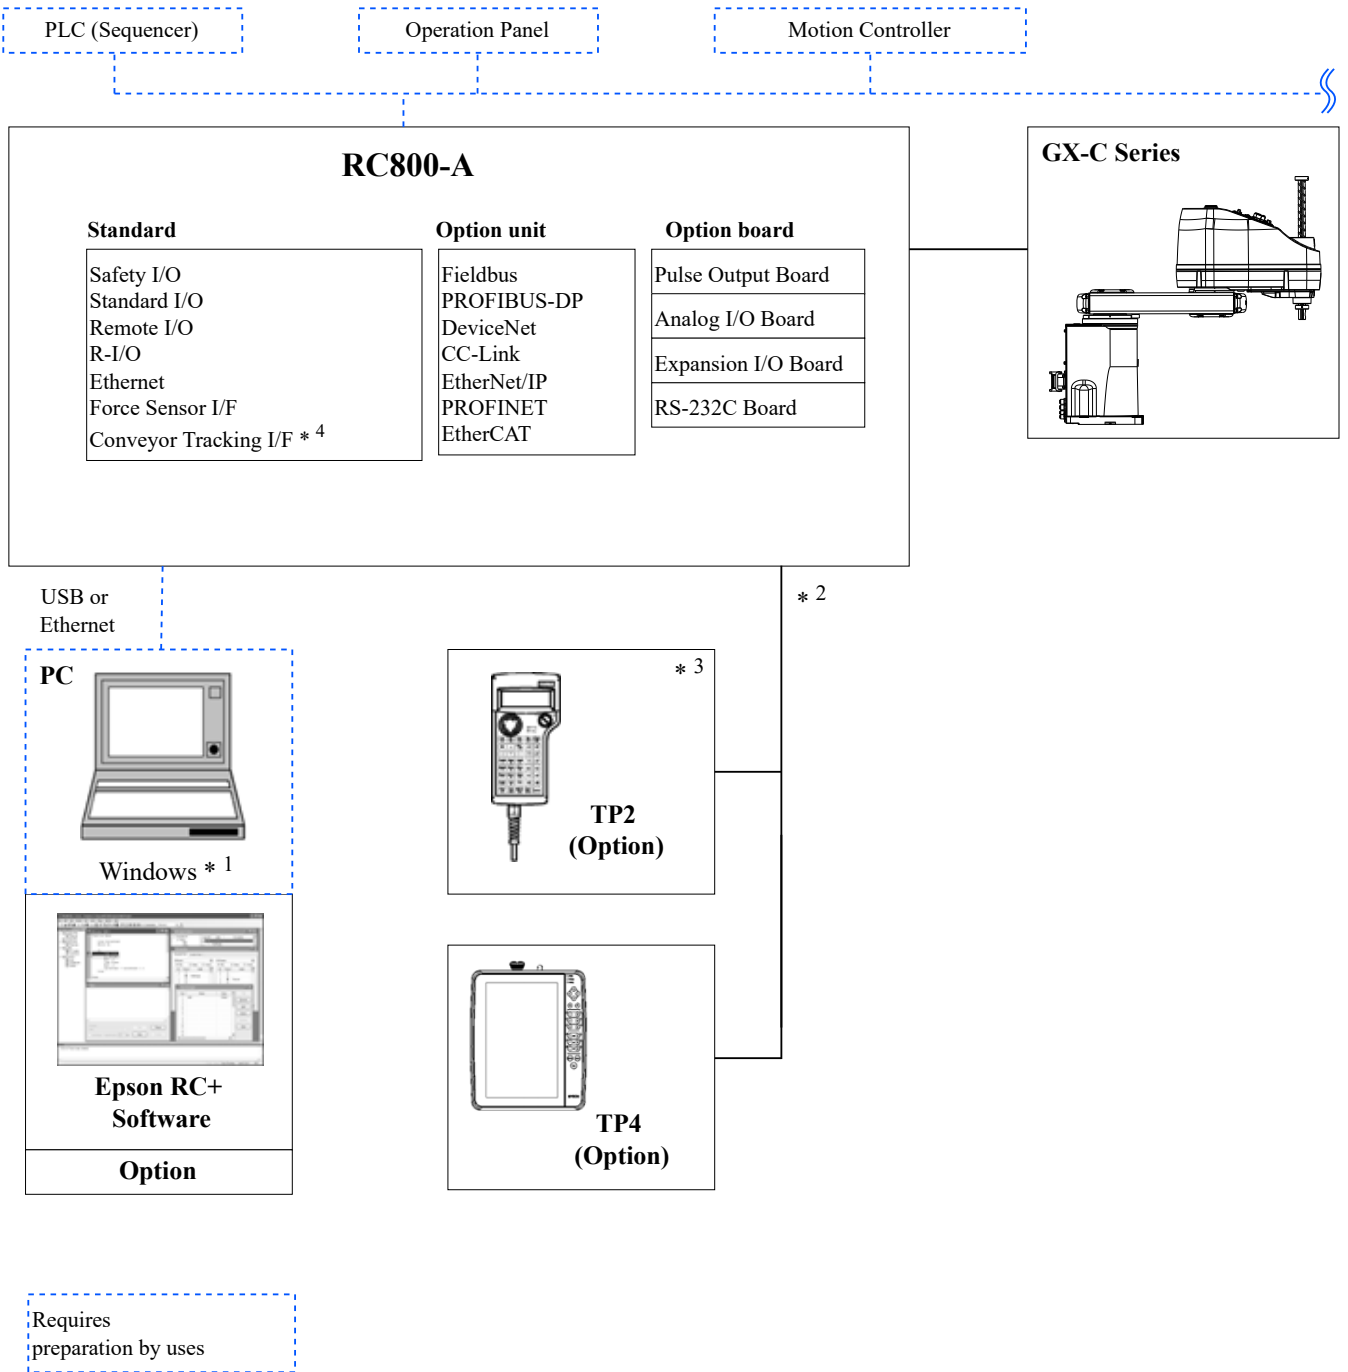 PLC (Sequencer)
Operation Panel
Motion Controller
RC800-A
GX-C Series
Standard
Safety I/O
Standard I/O
Remote I/O
R-I/O
Ethernet
Force Sensor I/F
Conveyor Tracking I/F * 4
Option unit
Fieldbus
PROFIBUS-DP
DeviceNet
CC-Link
EtherNet/IP
PROFINET
EtherCAT
Option board
Pulse Output Board
Analog I/O Board
Expansion I/O Board
RS-232C Board
USB or
Ethernet
* 2
PC
Windows * 1
* 3
TP2
(Option)
Epson RC+
Software
Option
TP4
(Option)
Requires
preparation by uses